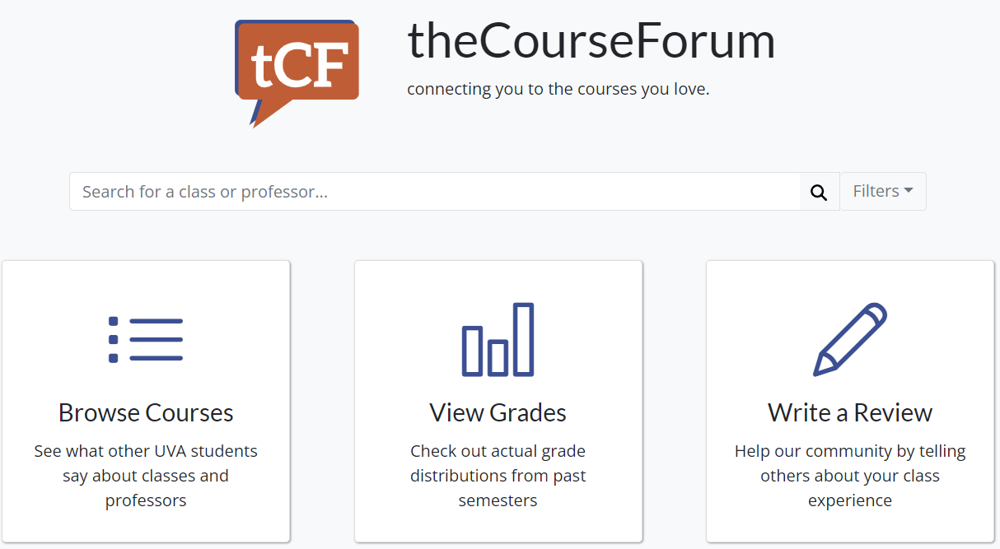 tCF
theCourseForum
connecting you to the courses you love.
Search for a class or professor...
Filters
Browse Courses
See what other UVA students
say about classes and
professors
View Grades
Check out actual grade
distributions from past
semesters
Write a Review
Help our community by telling
others about your class
experience